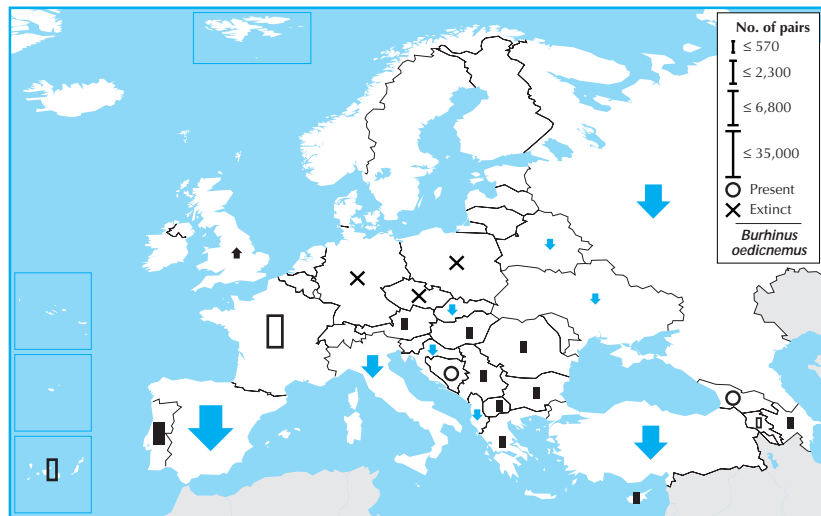 No. of pairs
≤ 570
≤ 2,300
≤ 6,800
≤ 35,000
Present
Extinct
Burhinus
oedicnemus